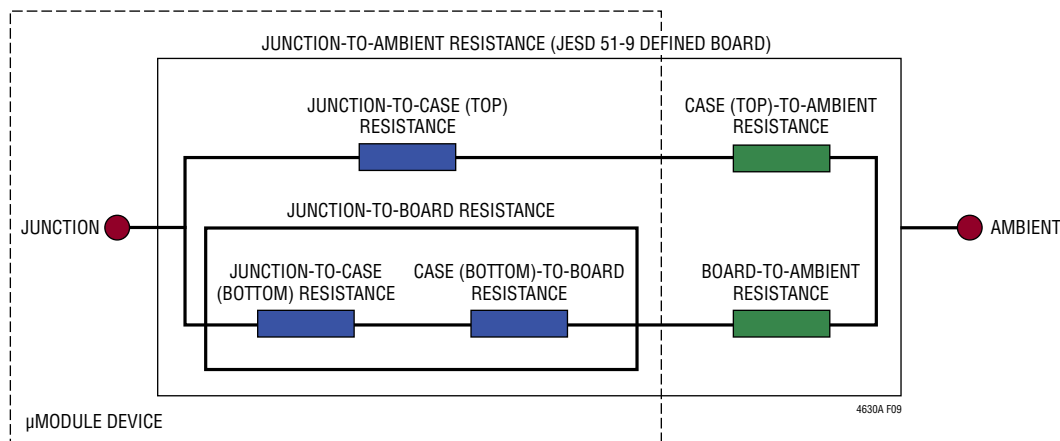 JUNCTION-TO-AMBIENT RESISTANCE (JESD 51-9 DEFINED BOARD)
JUNCTION-TO-CASE (TOP)
RESISTANCE
CASE (TOP)-TO-AMBIENT
RESISTANCE
JUNCTION-TO-BOARD RESISTANCE
JUNCTION
AMBIENT
JUNCTION-TO-CASE
(BOTTOM) RESISTANCE
CASE (BOTTOM)-TO-BOARD
RESISTANCE
BOARD-TO-AMBIENT
RESISTANCE
4630A F09
µMODULE DEVICE